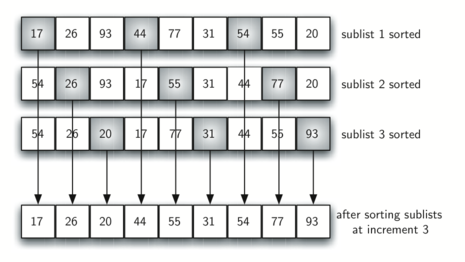 17 26 93 44 77 31 54 55 20 sublist 1 sorted
54 26 93 17 55 31 44 77 20 sublist 2 sorted
54 26 20 17 77 31 44 55 93 sublist 3 sorted
17 26 20 44 55 31 54 77 93 after sorting sublists
at increment 3